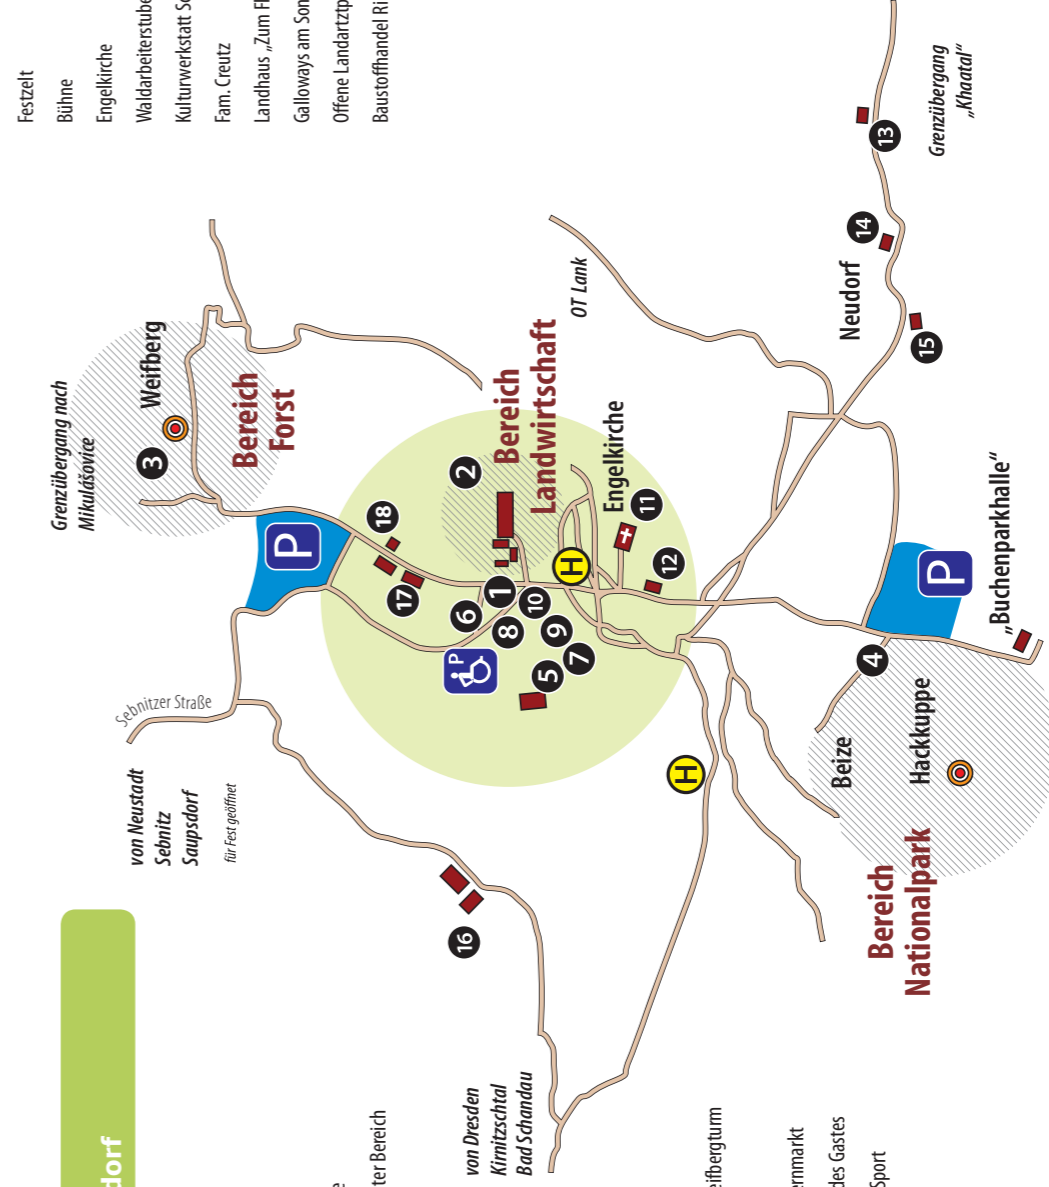 dorf
Festzelt
Bühne
Engelkirche
Waldarbeiterstube
Kulturwerkstatt
Fam. Creutz
Landhaus „Zum
Galloways am
Offene
Baustoffhandel
ter Bereich
eifbergturm
ernmarkt
des Gastes
Sport
von Neustadt
Sebnitz
Saupsdorf
für Fest geöffnet
Sebnitzer Straße
von Dresden
Kirnitzschtal
Bad Schandau
Grenzübergang nach
Mikulášovice
Weifberg
3
Bereich
Forst
P
18
17
2
Bereich
Landwirtschaft
OT Lank
Engelkirche
11
12
H
1
6
10
8
9
7
5
P
16
H
Neudorf
13
14
15
Grenzübergang
„Khaatal“
4
P
„Buchenparkhalle“
Beize
Hackkuppe
Bereich
Nationalpark